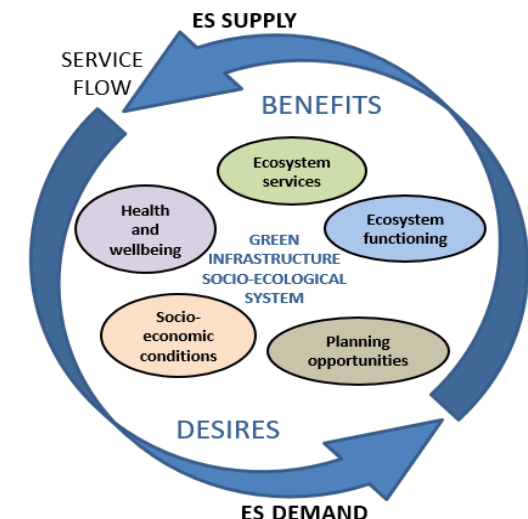 ES SUPPLY
SERVICE
FLOW
BENEFITS
Ecosystem
services
Health
and
wellbeing
Ecosystem
functioning
GREEN
INFRASTRUCTURE
SOCIO-ECOLOGICAL
SYSTEM
Socio-
economic
conditions
Planning
opportunities
DESIRES
ES DEMAND